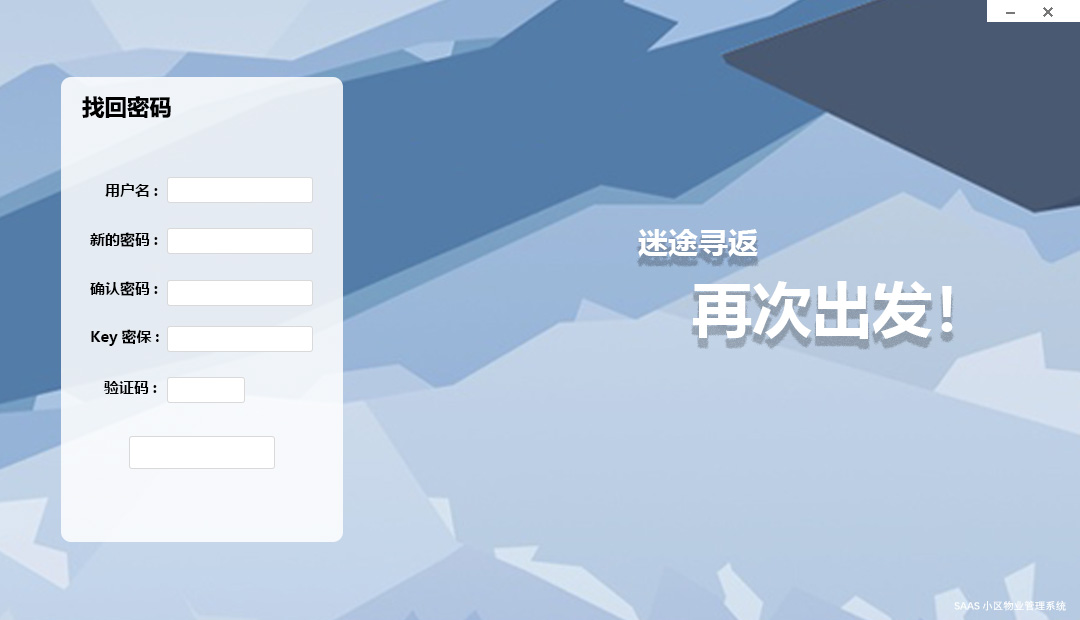 找回密码
用户名：
新的密码：
确认密码：
Key 密保：
验证码：
迷途寻返
再次出发！
SAAS 小区物业管理系统